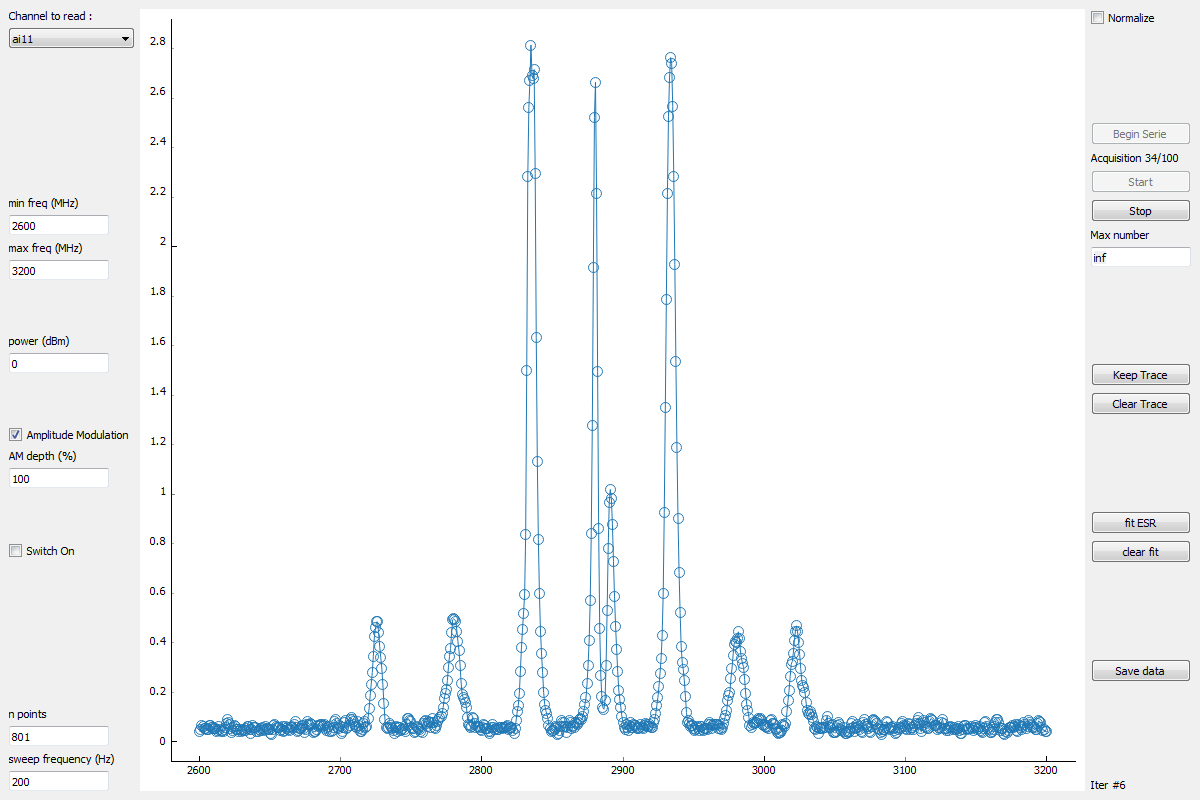 Channel to read :
ai11
min freq (MHz)
2600
max freq (MHz)
3200
power (dBm)
0
Amplitude Modulation
AM depth (%)
100
Switch On
n points
801
sweep frequency (Hz)
200
2.8
2.6
2.4
2.2
2
1.8
1.6
1.4
1.2
1
0.8
0.6
0.4
0.2
0
2600 2700 2800 2900 3000 3100 3200
Normalize
Begin Serie
Acquisition 34/100
Start
Stop
Max number
inf
Keep Trace
Clear Trace
fit ESR
clear fit
Save data
Iter #6